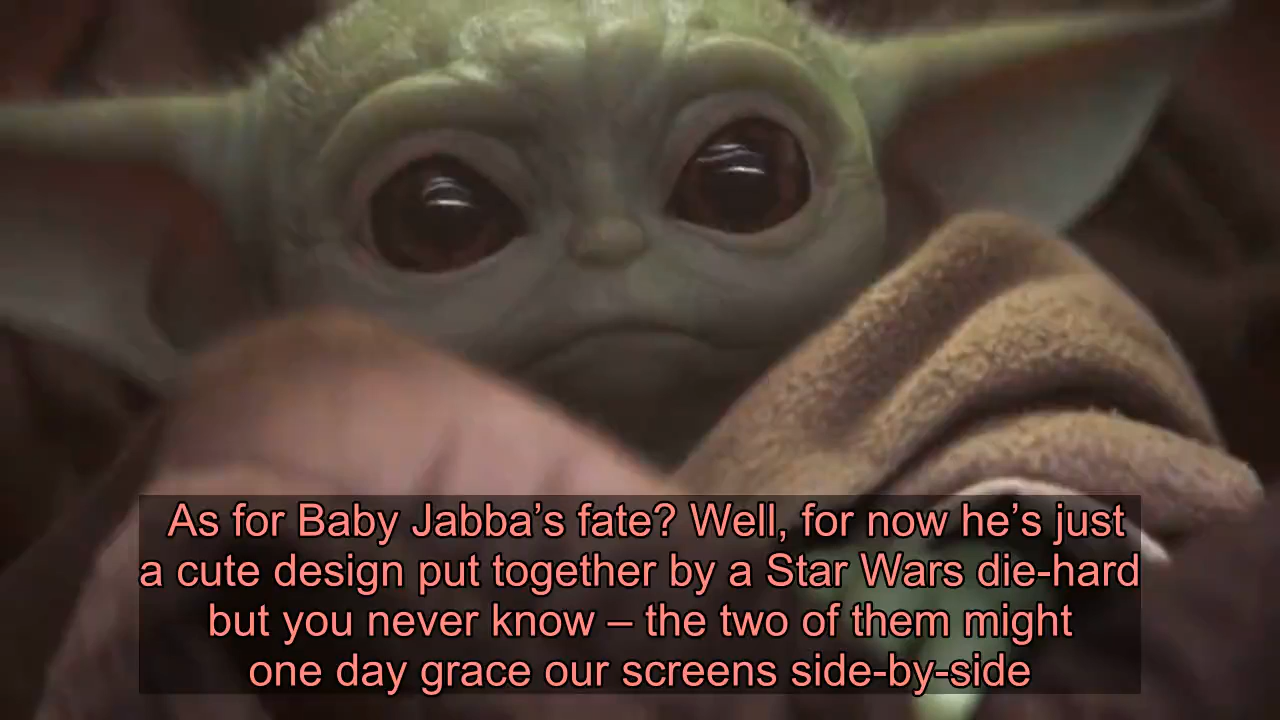 As for Baby Jabba’s fate? Well, for now he’s just
a cute design put together by a Star Wars die-hard
but you never know – the two of them might
one day grace our screens side-by-side